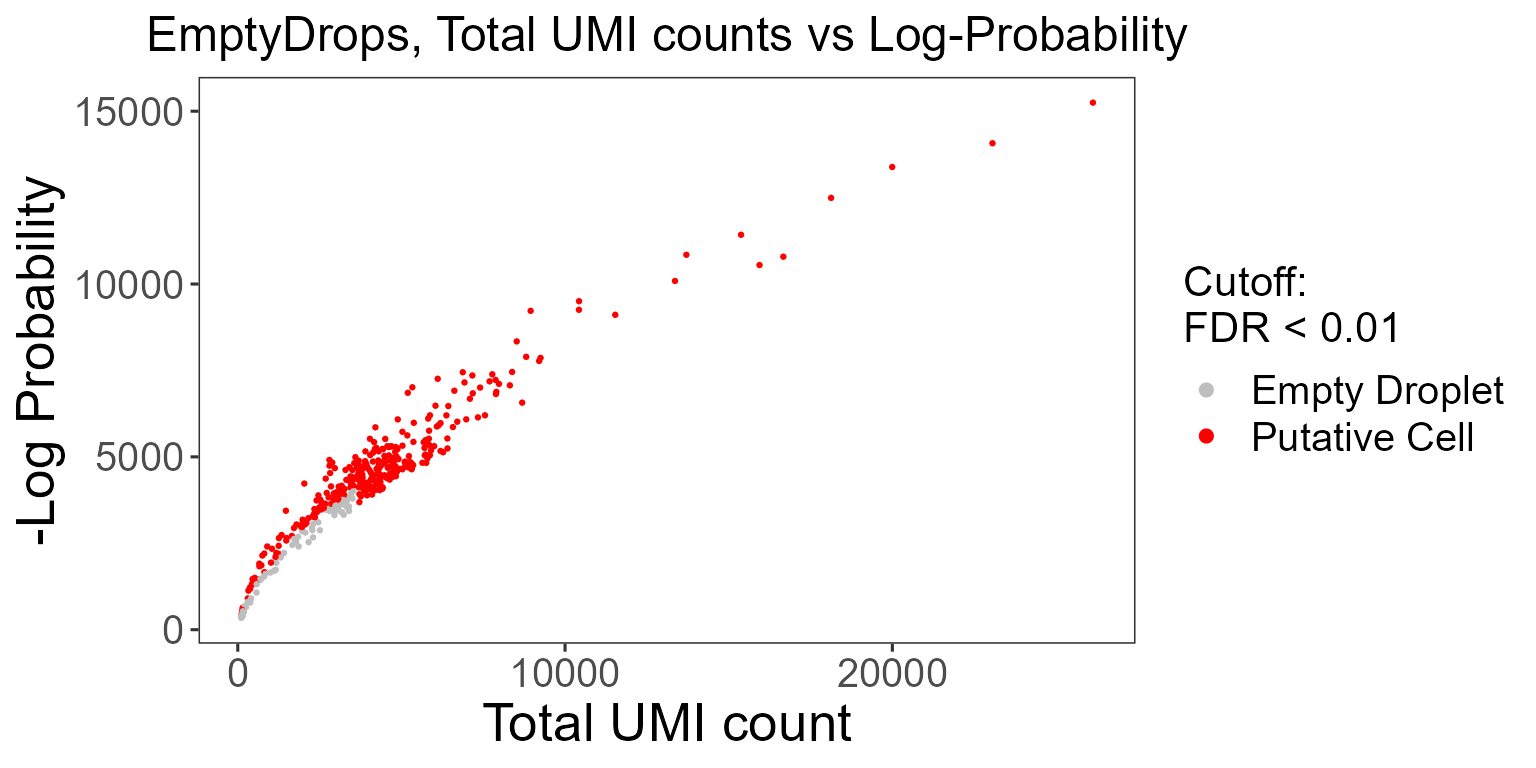 EmptyDrops, Total UMI counts vs Log-Probability
-Log Probability
15000
10000
5000
0
0
10000
20000
Total UMI count
Cutoff:
FDR < 0.01
Empty Droplet
Putative Cell